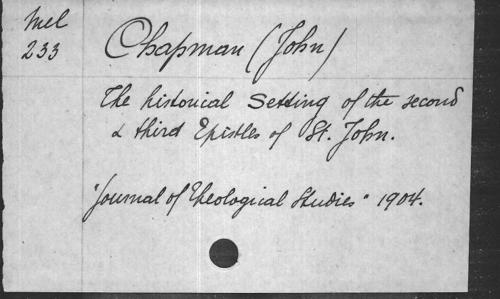 Mel
233
Chapman (John)
The historical Setting of the second
& third Epistles of St. John.
"Journal of Theological Studies" 1904.